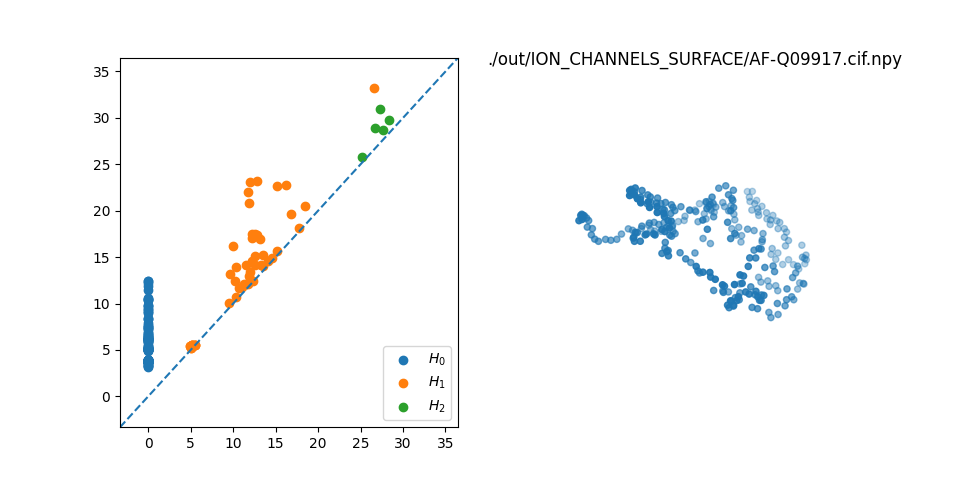 ./out/ION_CHANNELS_SURFACE/AF-Q09917.cif.npy
35
30
25
20
15
10
5
0
H₀
H₁
H₂
0 5 10 15 20 25 30 35